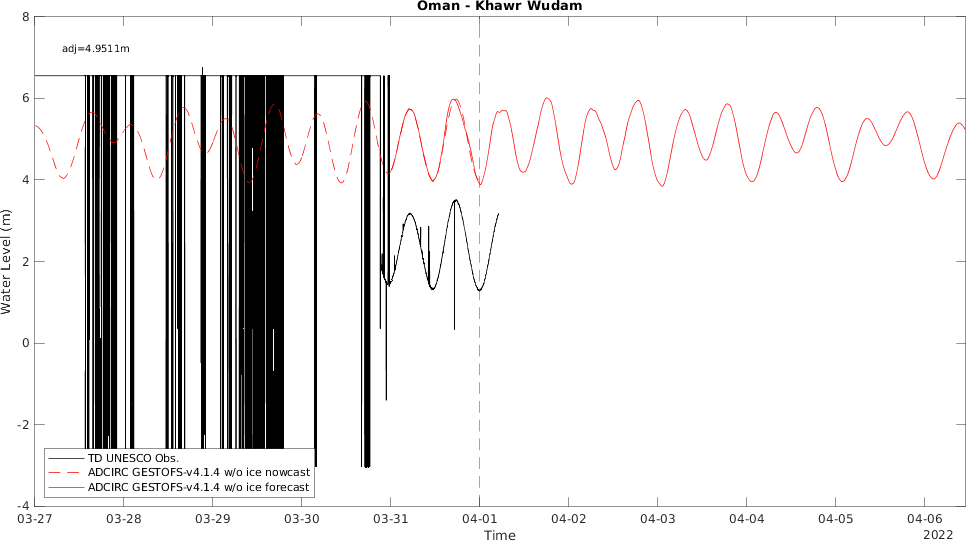 Oman - Khawr Wudam
adj=4.9511m
8
6
4
2
0
-2
-4
Water Level (m)
TD UNESCO Obs.
ADCIRC GESTOFS-v4.1.4 w/o ice nowcast
ADCIRC GESTOFS-v4.1.4 w/o ice forecast
03-27 03-28 03-29 03-30 03-31 04-01 04-02 04-03 04-04 04-05 04-06
Time
2022